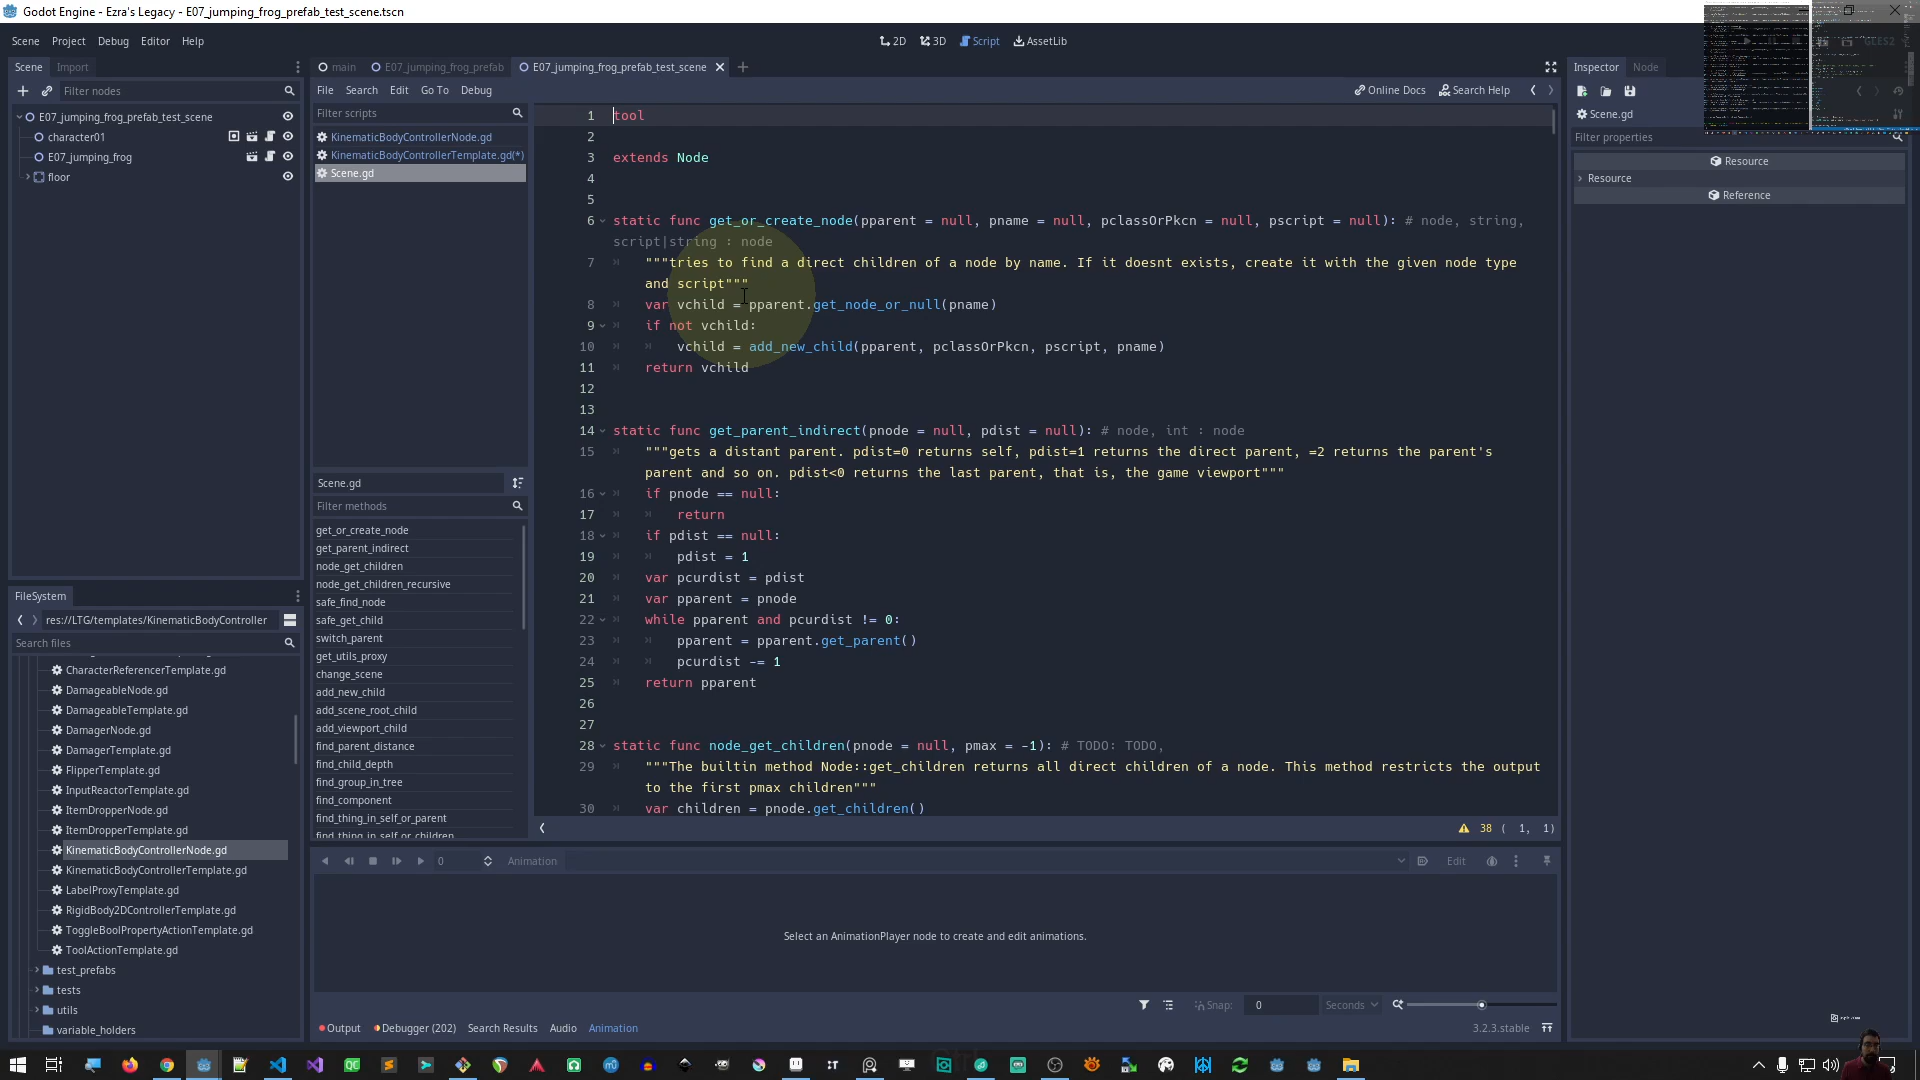 Godot Engine - Ezra's Legacy - E07_jumping_frog_prefab_test_scene.tscn
Scene Project Debug Editor Help
2D 3D Script AssetLib
GLES2
Scene Import
Filter nodes
E07_jumping_frog_prefab_test_scene
character01
E07_jumping_frog
floor
main E07_jumping_frog_prefab E07_jumping_frog_prefab_test_scene
File Search Edit Go To Debug
Online Docs Search Help
Filter scripts
KinematicBodyControllerNode.gd
KinematicBodyControllerTemplate.gd(*)
Scene.gd
Scene.gd
Filter methods
get_or_create_node
get_parent_indirect
node_get_children
node_get_children_recursive
safe_find_node
safe_get_child
switch_parent
get_utils_proxy
change_scene
add_new_child
add_scene_root_child
add_viewport_child
find_parent_distance
find_child_depth
find_group_in_tree
find_component
find_thing_in_self_or_parent
find_thing_in_self_or_children
1 tool
2
3 extends Node
4
5
6 static func get_or_create_node(pparent = null, pname = null, pclassOrPkcn = null, pscript = null): # node, string,
script|string : node
7 """tries to find a direct children of a node by name. If it doesnt exists, create it with the given node type
and script"""
8 var vchild = pparent.get_node_or_null(pname)
9 if not vchild:
10 vchild = add_new_child(pparent, pclassOrPkcn, pscript, pname)
11 return vchild
12
13
14 static func get_parent_indirect(pnode = null, pdist = null): # node, int : node
15 """gets a distant parent. pdist=0 returns self, pdist=1 returns the direct parent, =2 returns the parent's
parent and so on. pdist<0 returns the last parent, that is, the game viewport"""
16 if pnode == null:
17 return
18 if pdist == null:
19 pdist = 1
20 var pcurdist = pdist
21 var pparent = pnode
22 while pparent and pcurdist != 0:
23 pparent = pparent.get_parent()
24 pcurdist -= 1
25 return pparent
26
27
28 static func node_get_children(pnode = null, pmax = -1): # TODO: TODO,
29 """The builtin method Node::get_children returns all direct children of a node. This method restricts the output
to the first pmax children"""
30 var children = pnode.get_children()
38 ( 1, 1)
FileSystem
res://LTG/templates/KinematicBodyController
Search files
CharacterReferencerTemplate.gd
DamageableNode.gd
DamageableTemplate.gd
DamagerNode.gd
DamagerTemplate.gd
FlipperTemplate.gd
InputReactorTemplate.gd
ItemDropperNode.gd
ItemDropperTemplate.gd
KinematicBodyControllerNode.gd
KinematicBodyControllerTemplate.gd
LabelProxyTemplate.gd
RigidBody2DControllerTemplate.gd
ToggleBoolPropertyActionTemplate.gd
ToolActionTemplate.gd
test_prefabs
tests
utils
variable_holders
0 Animation Edit
Select an AnimationPlayer node to create and edit animations.
Snap: 0 Seconds
Output Debugger (202) Search Results Audio Animation
3.2.3.stable
Inspector Node
Scene.gd
Filter properties
Resource
Resource
Reference